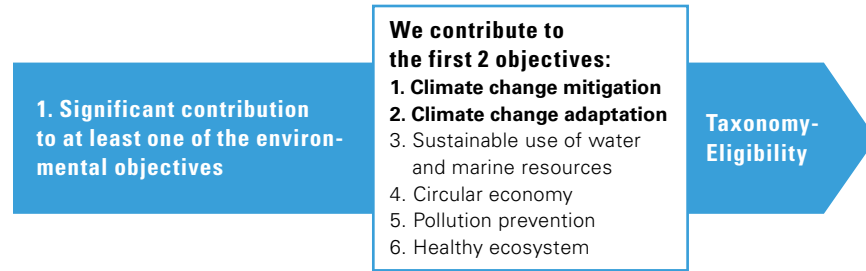 1. Significant contribution
to at least one of the environ-
mental objectives
We contribute to
the first 2 objectives:
1. Climate change mitigation
2. Climate change adaptation
3. Sustainable use of water
and marine resources
4. Circular economy
5. Pollution prevention
6. Healthy ecosystem
Taxonomy-
Eligibility